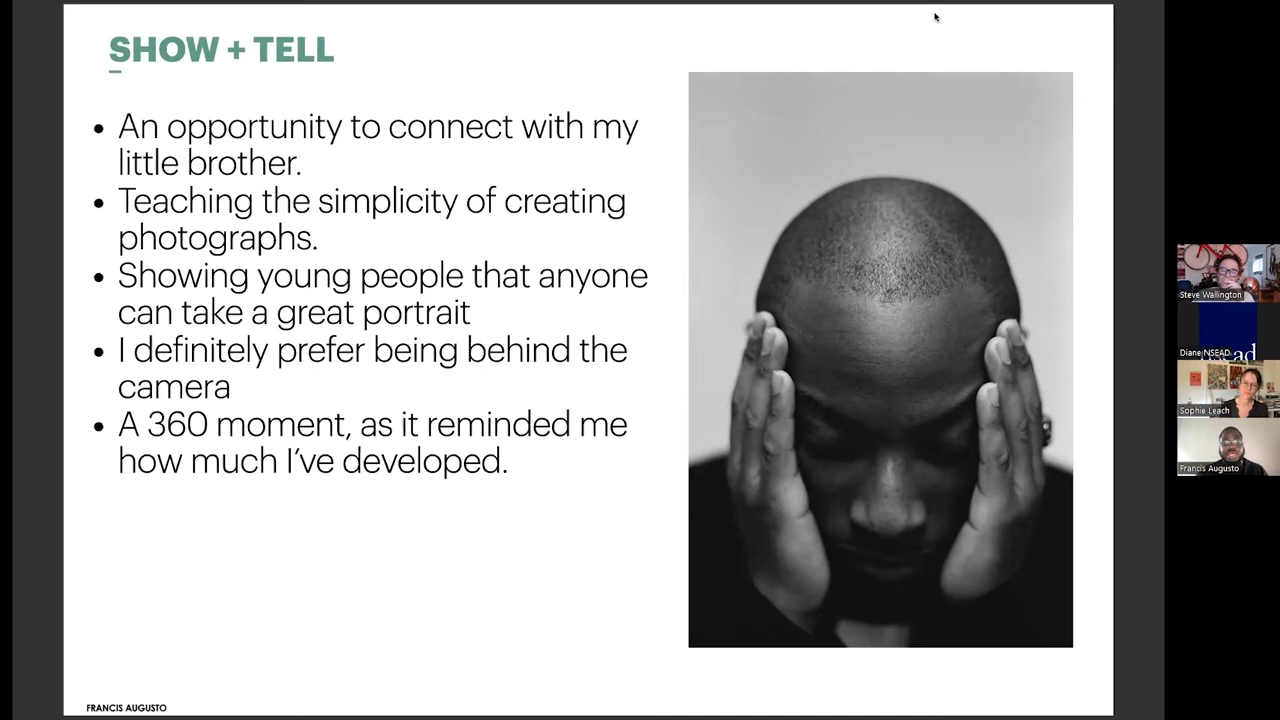 SHOW + TELL
• An opportunity to connect with my
little brother.
• Teaching the simplicity of creating
photographs.
• Showing young people that anyone
can take a great portrait
• I definitely prefer being behind the
camera
• A 360 moment, as it reminded me
how much I've developed.
FRANCIS AUGUSTO
Steve Wallington
Diane NSEAD
Sophie Leach
Francis Augusto